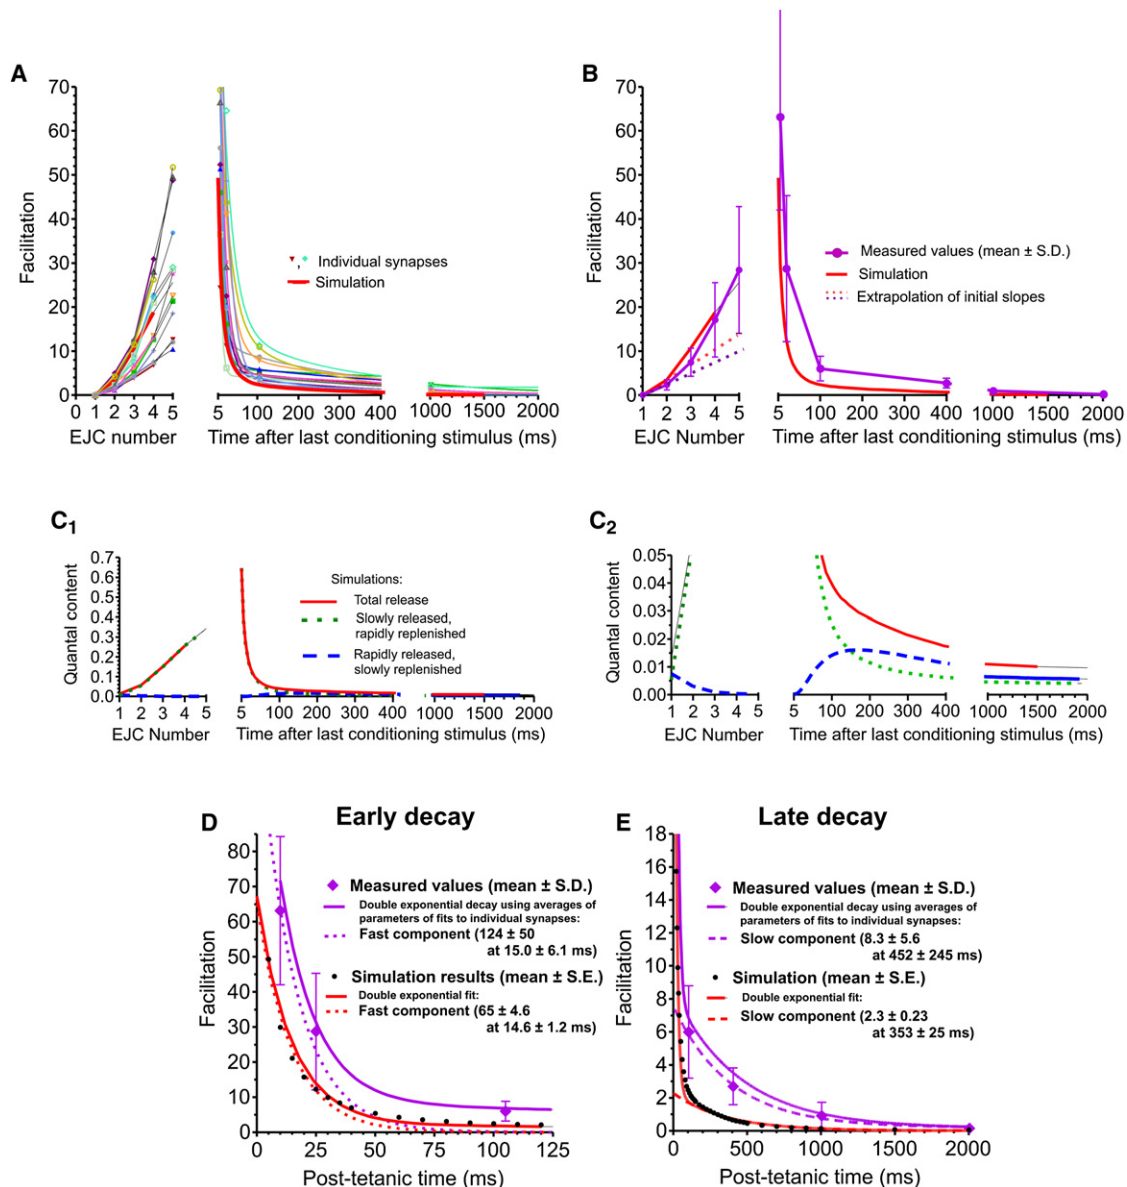 A
70
60
50
40
30
20
10
0
Facilitation
0 1 2 3 4 5
EJC number
5 100 200 300 400
1000 1500 2000
Time after last conditioning stimulus (ms)
Individual synapses
Simulation
B
70
60
50
40
30
20
10
0
Facilitation
1 2 3 4 5
EJC Number
5 100 200 300 400
1000 1500 2000
Time after last conditioning stimulus (ms)
Measured values (mean ± S.D.)
Simulation
Extrapolation of initial slopes
C1
0.7
0.6
0.5
0.4
0.3
0.2
0.1
0.0
Quantal content
1 2 3 4 5
EJC Number
5 100 200 300 400
1000 1500 2000
Time after last conditioning stimulus (ms)
Simulations:
Total release
Slowly released,
rapidly replenished
Rapidly released,
slowly replenished
C2
0.05
0.04
0.03
0.02
0.01
0.00
Quantal content
1 2 3 4 5
EJC Number
5 100 200 300 400
1000 1500 2000
Time after last conditioning stimulus (ms)
D
Early decay
80
70
60
50
40
30
20
10
0
Facilitation
0 25 50 75 100 125
Post-tetanic time (ms)
Measured values (mean ± S.D.)
Double exponential decay using averages of
parameters of fits to individual synapses:
Fast component (124 ± 50
at 15.0 ± 6.1 ms)
Simulation results (mean ± S.E.)
Double exponential fit:
Fast component (65 ± 4.6
at 14.6 ± 1.2 ms)
E
Late decay
18
16
14
12
10
8
6
4
2
0
Facilitation
0 500 1000 1500 2000
Post-tetanic time (ms)
Measured values (mean ± S.D.)
Double exponential decay using averages of
parameters of fits to individual synapses:
Slow component (8.3 ± 5.6
at 452 ± 245 ms)
Simulation (mean ± S.E.)
Double exponential fit:
Slow component (2.3 ± 0.23
at 353 ± 25 ms)